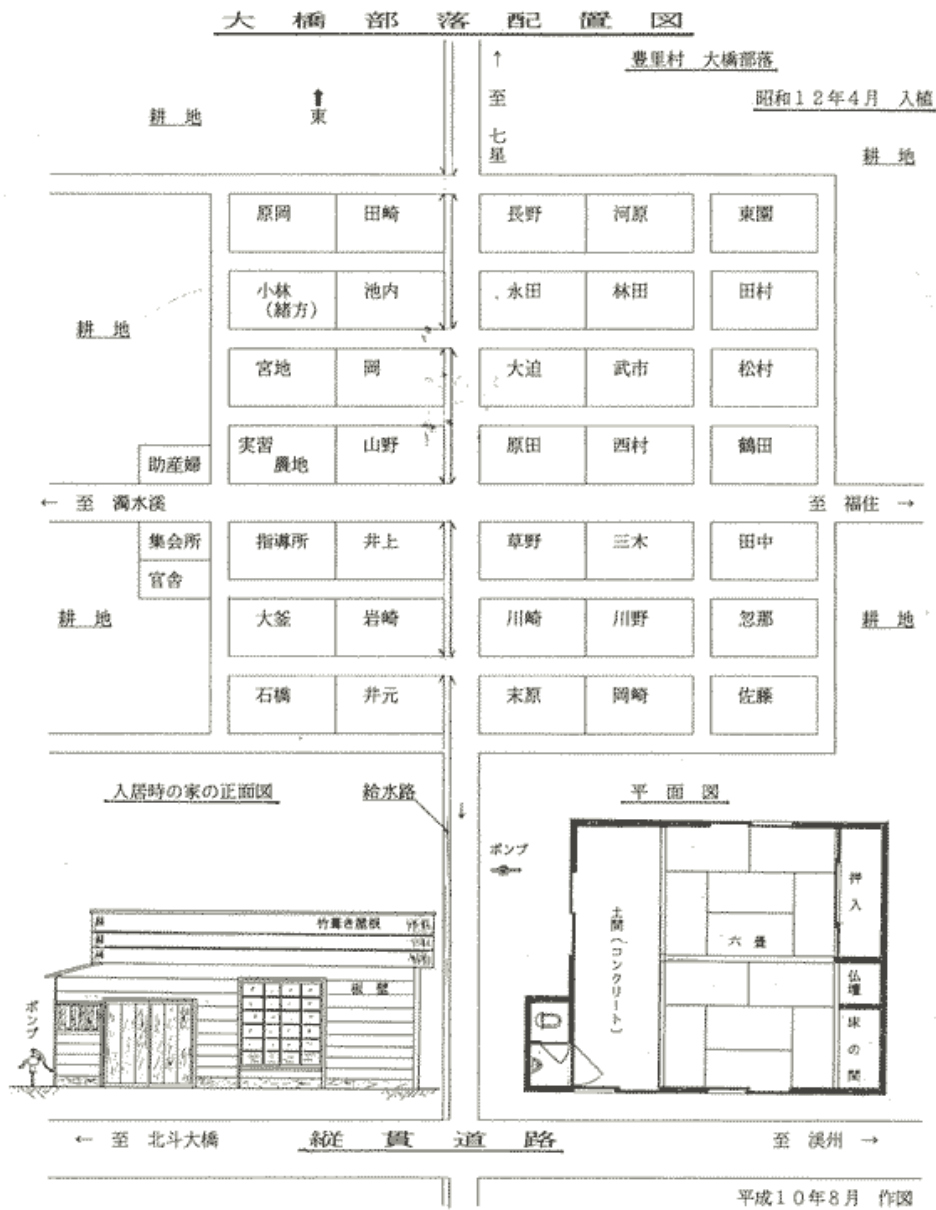 大橋部落配置図
豊里村 大橋部落
昭和12年4月 入植
↑ 至 七星
東
耕 地
耕 地
原岡 田崎 長野 河原 東園
小林 池内 永田 林田 田村
(緒方)
耕 地
宮地 岡 大迫 武市 松村
実習 山野 原田 西村 鶴田
農地
助産婦
← 至 濁水溪
至 福住 →
集会所 指導所 井上 草野 三木 田中
官舎
耕 地 大釜 岩崎 川崎 川野 忽那 耕 地
石橋 井元 末原 岡崎 佐藤
入居時の家の正面図
給水路
平面図
竹葺き屋根
板壁
ポンプ
ポンプ
土間(コンクリート)
六畳
押入
仏壇
床の間
← 至 北斗大橋
縦貫道路
至 溪州 →
平成10年8月 作図